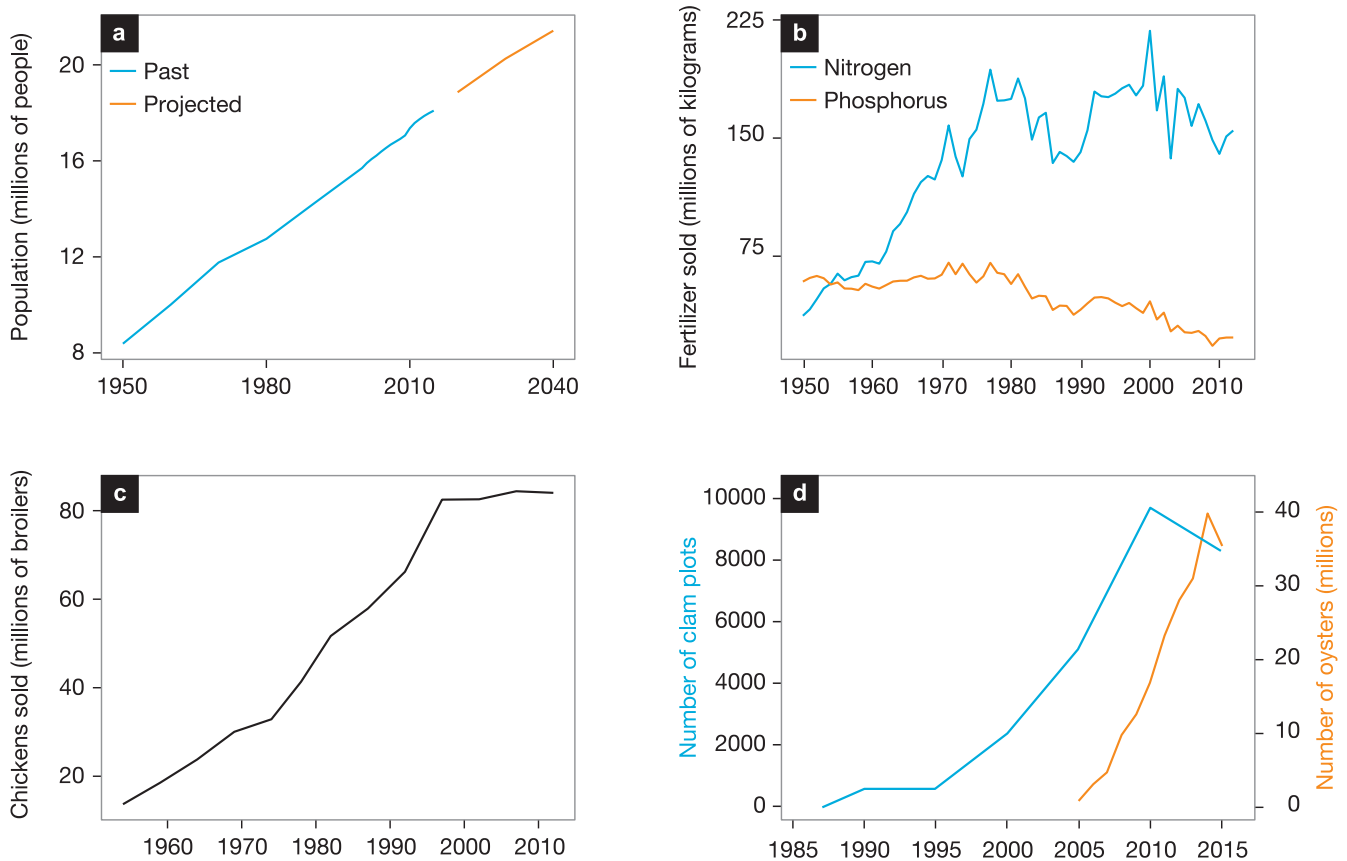 a
Past
Projected
Population (millions of people)
20
16
12
8
1950 1980 2010 2040
b
Nitrogen
Phosphorus
Fertilizer sold (millions of kilograms)
225
150
75
1950 1960 1970 1980 1990 2000 2010
c
Chickens sold (millions of broilers)
80
60
40
20
1960 1970 1980 1990 2000 2010
d
Number of clam plots
10000
8000
6000
4000
2000
0
40
30
20
10
0
Number of oysters (millions)
1985 1990 1995 2000 2005 2010 2015